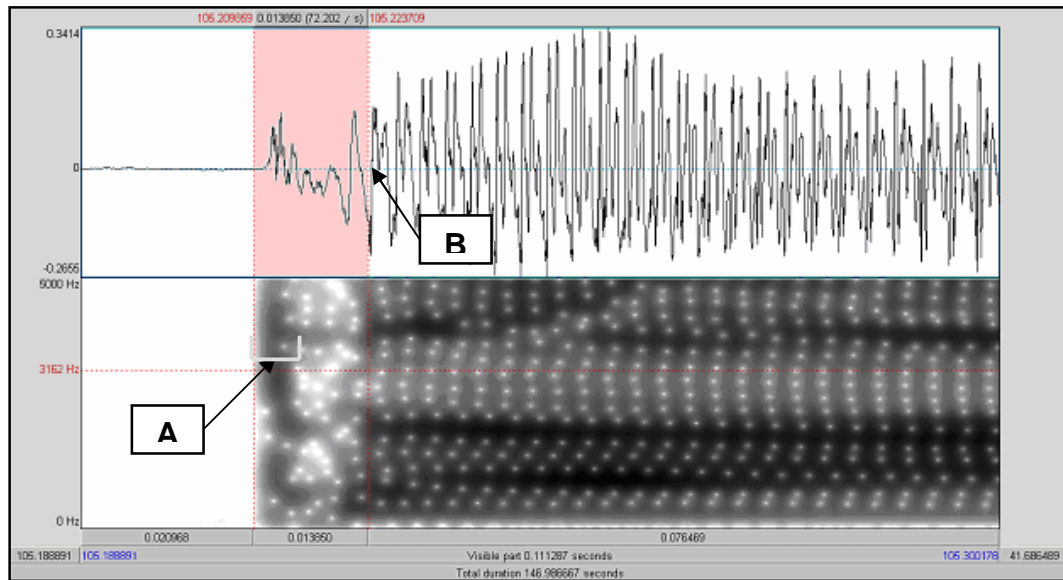 105.209859 0.013850 (72.202 / s) 105.223709
0.3414
0
B
-0.2655
5000 Hz
3162 Hz
A
0 Hz
0.020968 0.013850 0.076469
105.188891 105.188891 Visible part 0.111287 seconds 105.300178 41.686489
Total duration 146.986667 seconds